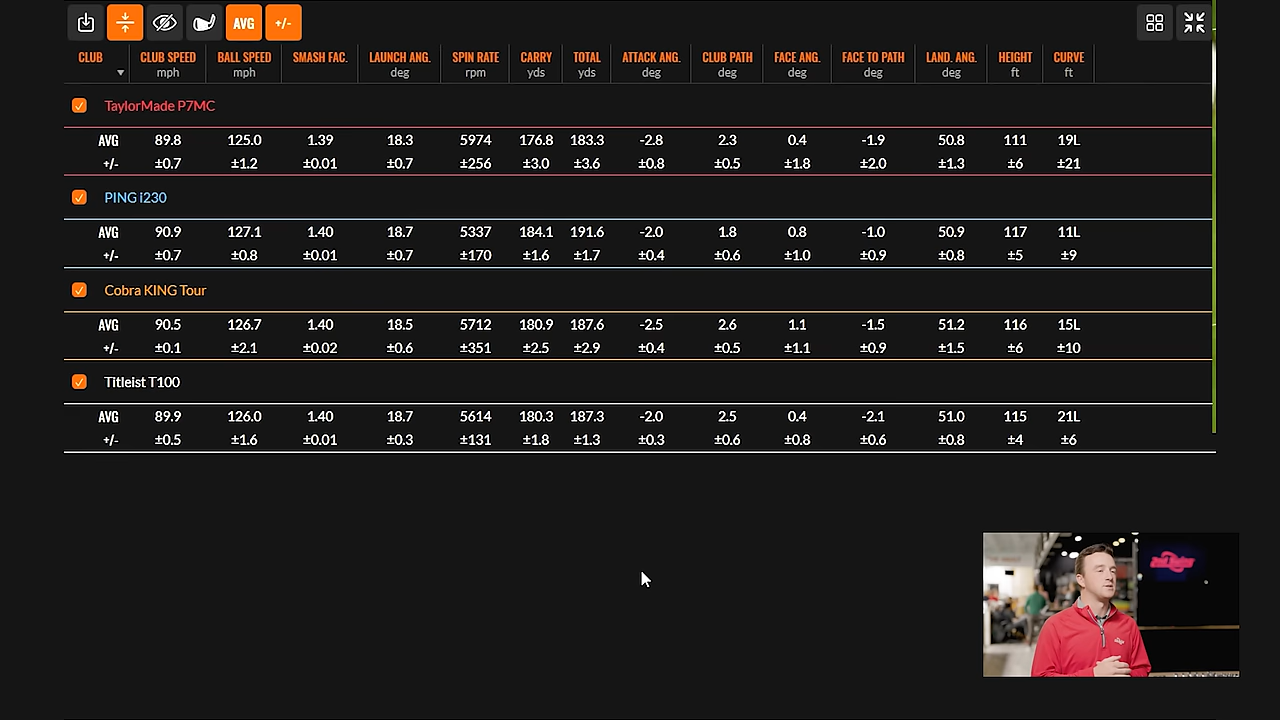 AVG +/-
CLUB CLUB SPEED BALL SPEED SMASH FAC. LAUNCH ANG. SPIN RATE CARRY TOTAL ATTACK ANG. CLUB PATH FACE ANG. FACE TO PATH LAND. ANG. HEIGHT CURVE
mph mph deg rpm yds yds deg deg deg deg deg ft ft
TaylorMade P7MC
AVG 89.8 125.0 1.39 18.3 5974 176.8 183.3 -2.8 2.3 0.4 -1.9 50.8 111 19L
+/- ±0.7 ±1.2 ±0.01 ±0.7 ±256 ±3.0 ±3.6 ±0.8 ±0.5 ±1.8 ±2.0 ±1.3 ±6 ±21
PING i230
AVG 90.9 127.1 1.40 18.7 5337 184.1 191.6 -2.0 1.8 0.8 -1.0 50.9 117 11L
+/- ±0.7 ±0.8 ±0.01 ±0.7 ±170 ±1.6 ±1.7 ±0.4 ±0.6 ±1.0 ±0.9 ±0.8 ±5 ±9
Cobra KING Tour
AVG 90.5 126.7 1.40 18.5 5712 180.9 187.6 -2.5 2.6 1.1 -1.5 51.2 116 15L
+/- ±0.1 ±2.1 ±0.02 ±0.6 ±351 ±2.5 ±2.9 ±0.4 ±0.5 ±1.1 ±0.9 ±1.5 ±6 ±10
Titleist T100
AVG 89.9 126.0 1.40 18.7 5614 180.3 187.3 -2.0 2.5 0.4 -2.1 51.0 115 21L
+/- ±0.5 ±1.6 ±0.01 ±0.3 ±131 ±1.8 ±1.3 ±0.3 ±0.6 ±0.8 ±0.6 ±0.8 ±4 ±6